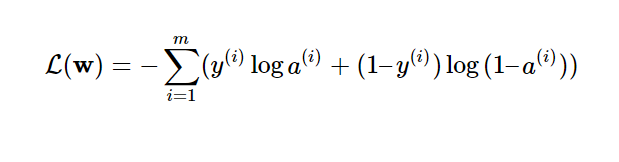 ℒ(𝐰) = − ∑_{i=1}^{m} (y^{(i)} log a^{(i)} + (1−y^{(i)}) log (1−a^{(i)}))